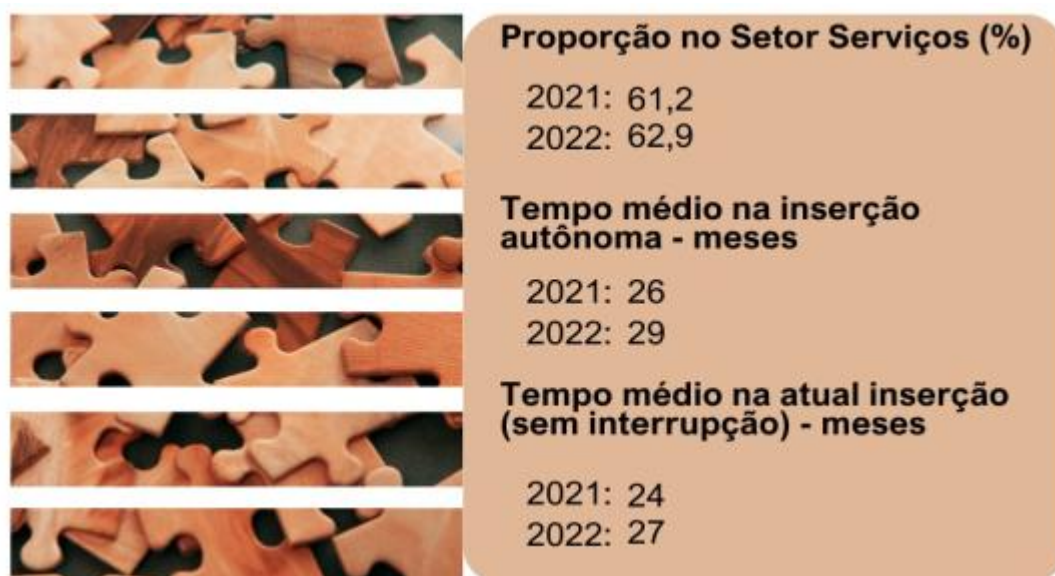 Proporção no Setor Serviços (%)
2021: 61,2
2022: 62,9
Tempo médio na inserção
autônoma - meses
2021: 26
2022: 29
Tempo médio na atual inserção
(sem interrupção) - meses
2021: 24
2022: 27